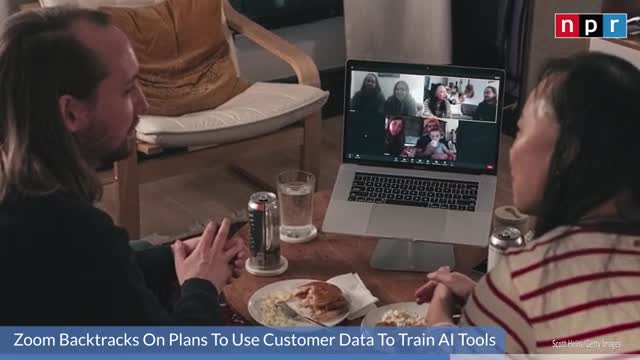 npr
Zoom Backtracks On Plans To Use Customer Data To Train AI Tools
Scott Heins/Getty Images